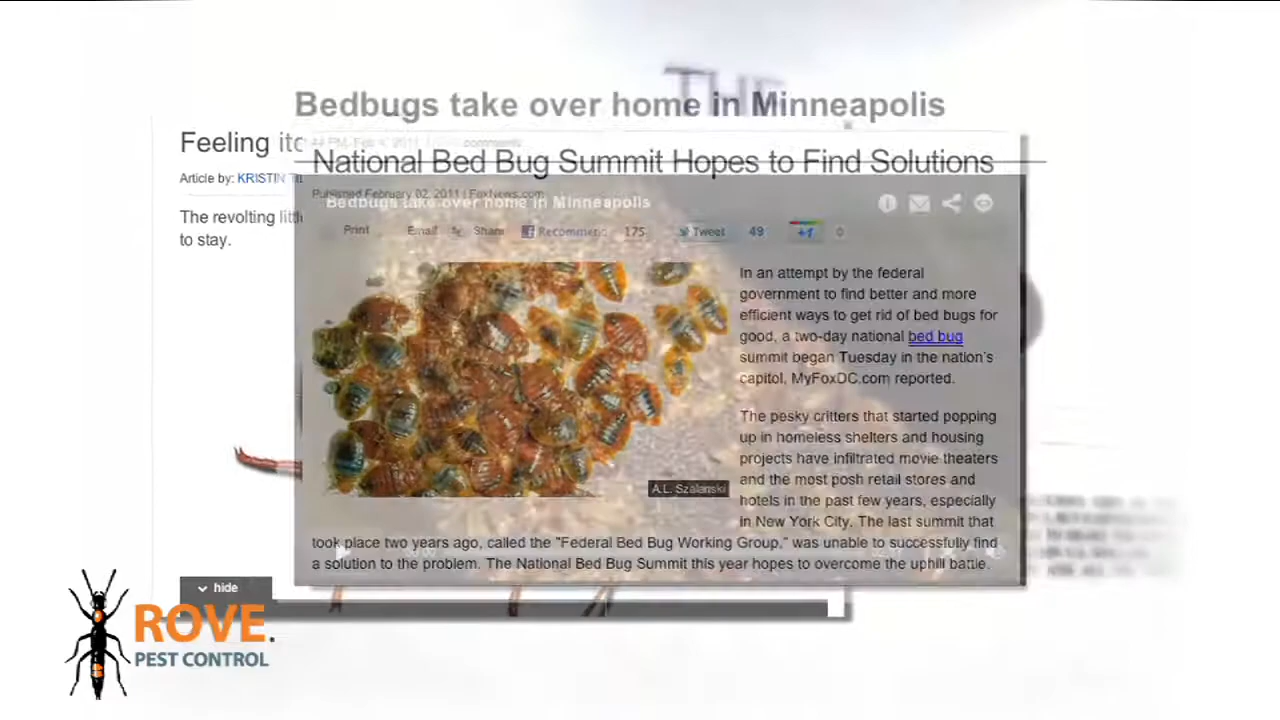 THE
Bedbugs take over home in Minneapolis
Feeling itc
National Bed Bug Summit Hopes to Find Solutions
Article by: KRISTIN
Published February 02, 2011 | FoxNews.com
Bedbugs take over home in Minneapolis
The revolting littl
to stay.
Print Email Share Recommend 175 Tweet 49 +1 0
In an attempt by the federal
government to find better and more
efficient ways to get rid of bed bugs for
good, a two-day national bed bug
summit began Tuesday in the nation's
capitol, MyFoxDC.com reported.
The pesky critters that started popping
up in homeless shelters and housing
projects have infiltrated movie theaters
and the most posh retail stores and
hotels in the past few years, especially
in New York City. The last summit that
took place two years ago, called the "Federal Bed Bug Working Group," was unable to successfully find
a solution to the problem. The National Bed Bug Summit this year hopes to overcome the uphill battle.
A.L. Szalanski
hide
ROVE.
PEST CONTROL